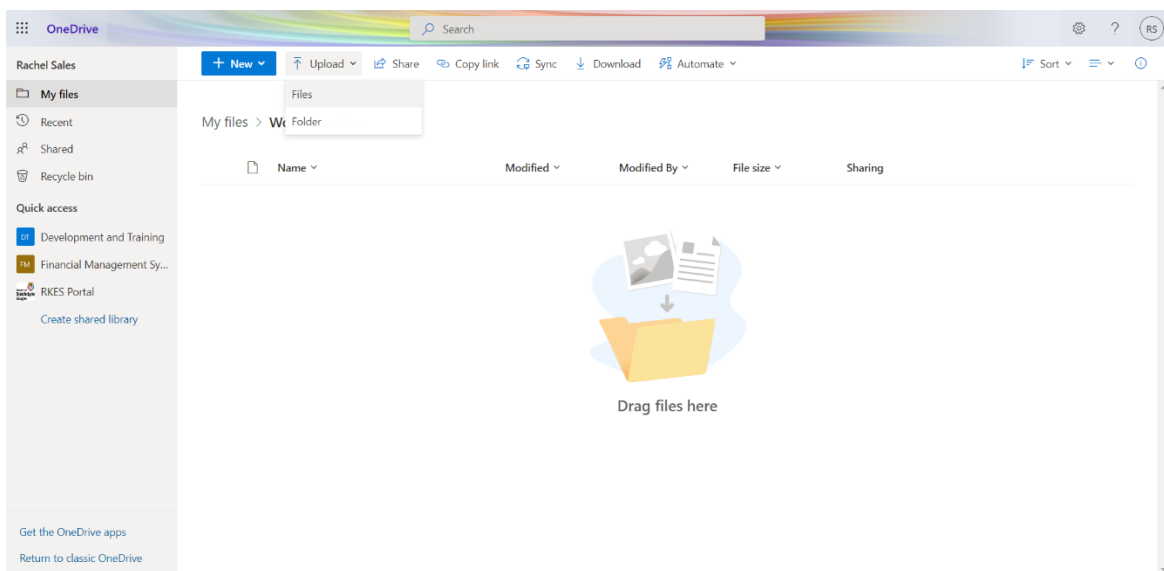 OneDrive
Search
?
RS
Rachel Sales
+ New
Upload
Share
Copy link
Sync
Download
Automate
Sort
Files
Folder
My files
Recent
Shared
Recycle bin
Quick access
DT Development and Training
FM Financial Management Sy...
RKES Portal
Create shared library
My files >
Name
Modified
Modified By
File size
Sharing
Drag files here
Get the OneDrive apps
Return to classic OneDrive